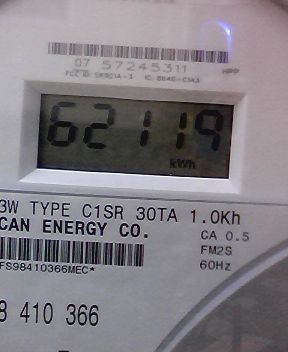 07 57245311
HPP
62119
kWh
3W TYPE C1SR 30TA 1.0Kh
CAN ENERGY CO.
CA 0.5
FM2S
60Hz
FS98410366MEC*
8 410 366